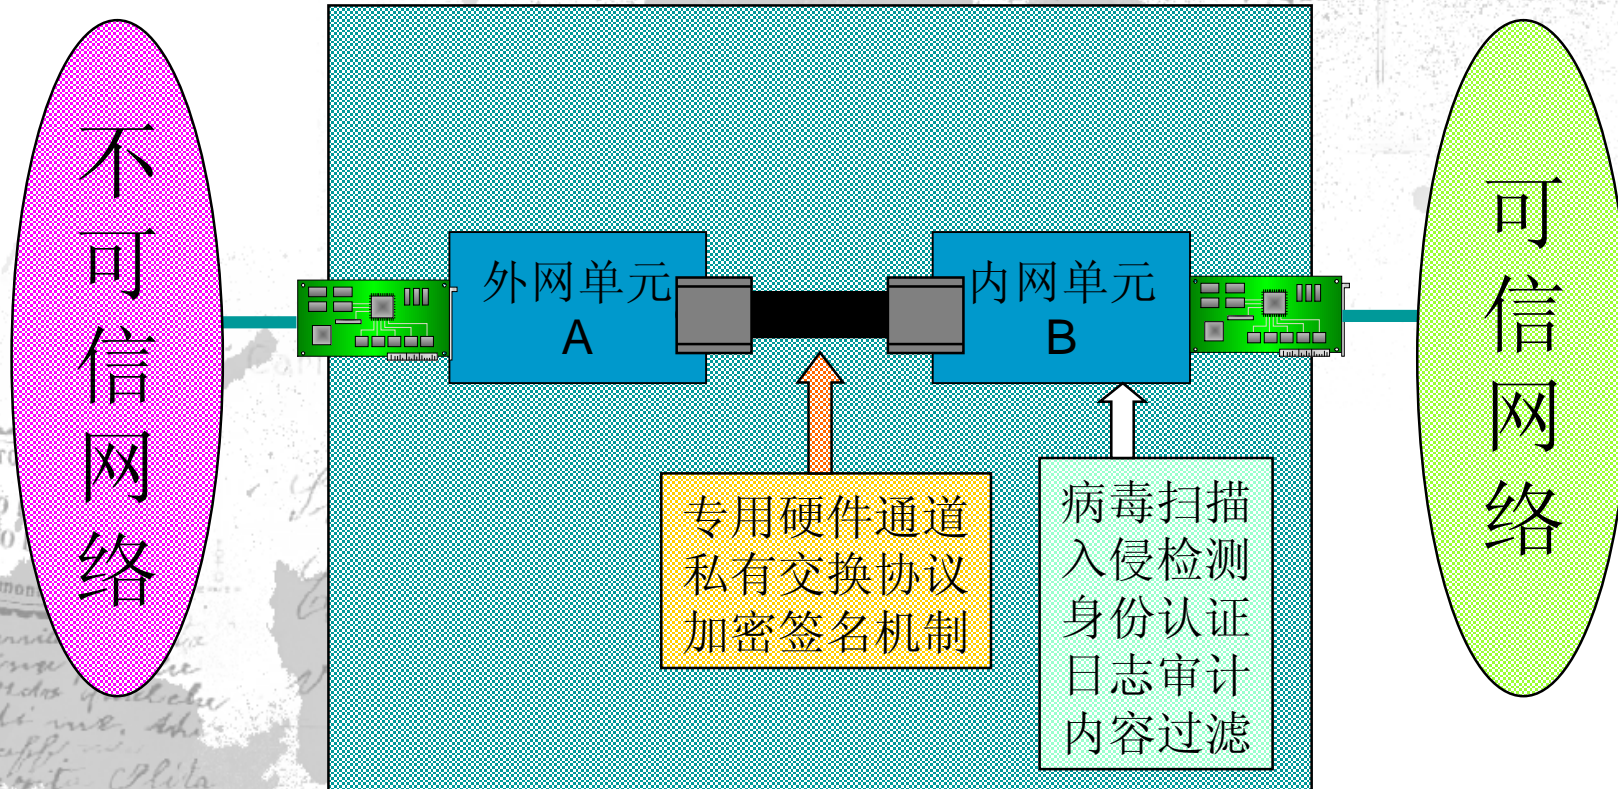 不可信网络
外网单元
A
内网单元
B
专用硬件通道
私有交换协议
加密签名机制
病毒扫描
入侵检测
身份认证
日志审计
内容过滤
可信网络